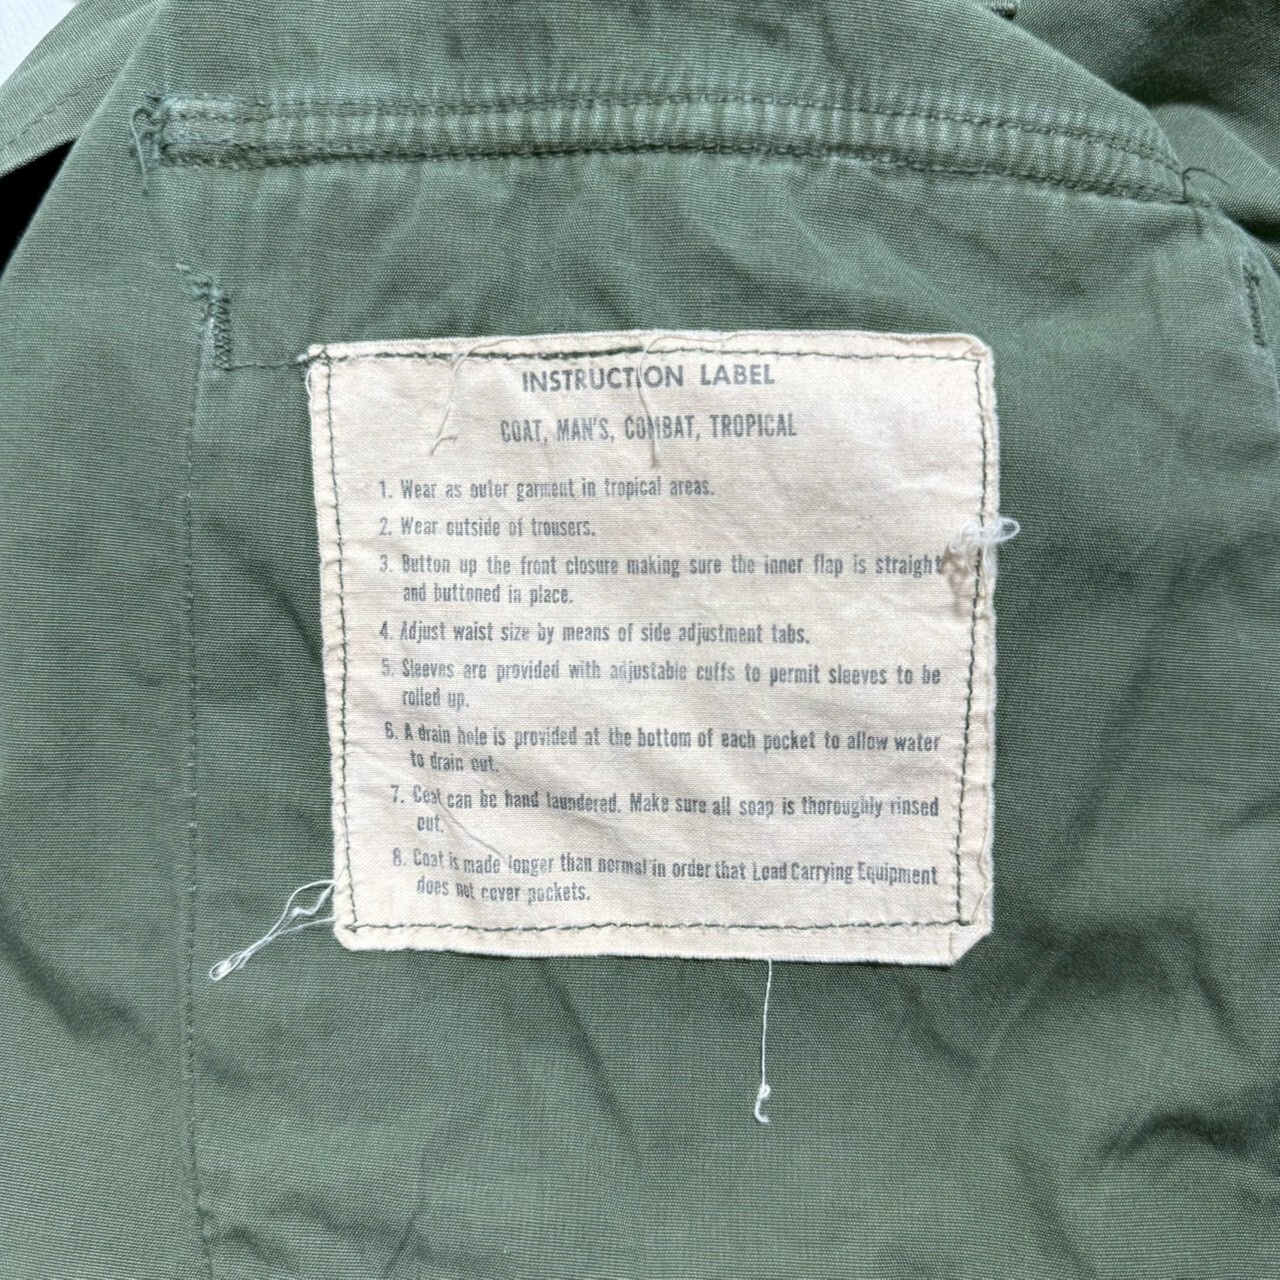 INSTRUCTION LABEL
COAT, MAN'S, COMBAT, TROPICAL
1. Wear as outer garment in tropical areas.
2. Wear outside of trousers.
3. Button up the front closure making sure the inner flap is straight
and buttoned in place.
4. Adjust waist size by means of side adjustment tabs.
5. Sleeves are provided with adjustable cuffs to permit sleeves to be
rolled up.
6. A drain hole is provided at the bottom of each pocket to allow water
to drain out.
7. Coat can be hand laundered. Make sure all soap is thoroughly rinsed
out.
8. Coat is made longer than normal in order that Load Carrying Equipment
does not cover pockets.